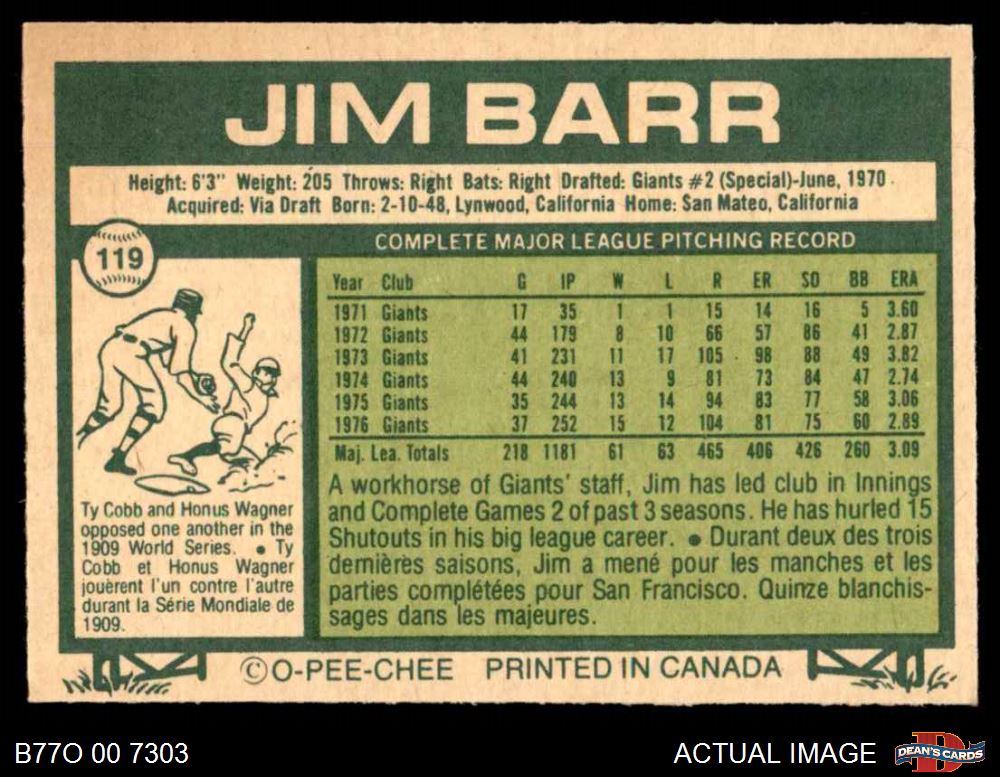 JIM BARR
Height: 6'3" Weight: 205 Throws: Right Bats: Right Drafted: Giants #2 (Special)-June, 1970
Acquired: Via Draft Born: 2-10-48, Lynwood, California Home: San Mateo, California
119
COMPLETE MAJOR LEAGUE PITCHING RECORD
Year Club G IP W L R ER SO BB ERA
1971 Giants 17 35 1 1 15 14 16 5 3.60
1972 Giants 44 179 8 10 66 57 86 41 2.87
1973 Giants 41 231 11 17 105 98 88 49 3.82
1974 Giants 44 240 13 9 81 73 84 47 2.74
1975 Giants 35 244 13 14 94 83 77 58 3.06
1976 Giants 37 252 15 12 104 81 75 60 2.89
Maj. Lea. Totals 218 1181 61 63 465 406 426 260 3.09
A workhorse of Giants' staff, Jim has led club in Innings
and Complete Games 2 of past 3 seasons. He has hurled 15
Shutouts in his big league career. • Durant deux des trois
dernières saisons, Jim a mené pour les manches et les
parties complétées pour San Francisco. Quinze blanchis-
sages dans les majeures.
Ty Cobb and Honus Wagner
opposed one another in the
1909 World Series. • Ty
Cobb et Honus Wagner
jouèrent l'un contre l'autre
durant la Série Mondiale de
1909.
© O-PEE-CHEE PRINTED IN CANADA
B77O 00 7303
ACTUAL IMAGE
DEAN'S CARDS